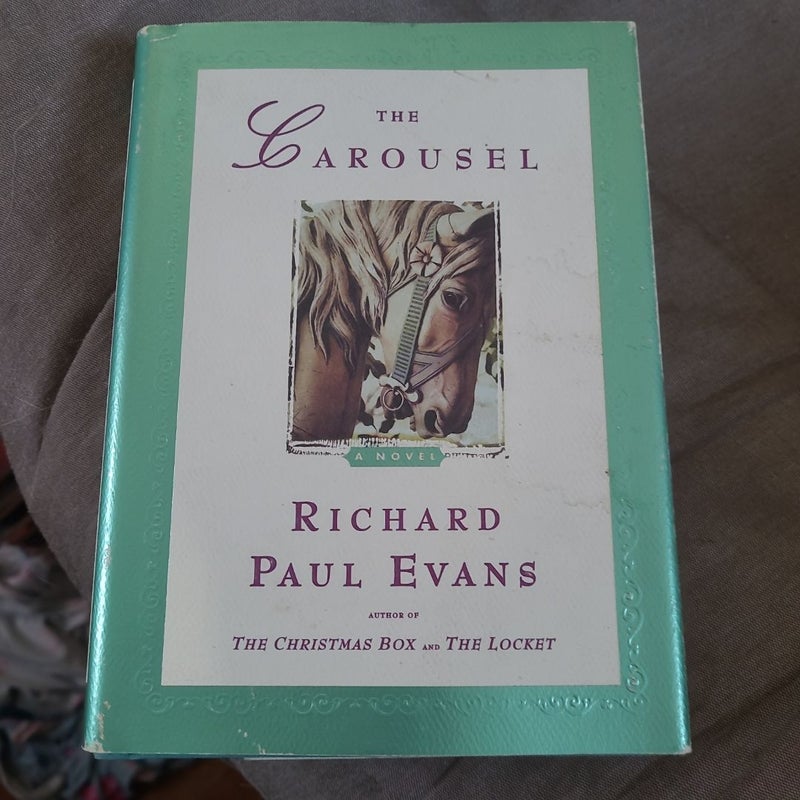 THE
CAROUSEL
A NOVEL
RICHARD
PAUL EVANS
AUTHOR OF
THE CHRISTMAS BOX AND THE LOCKET